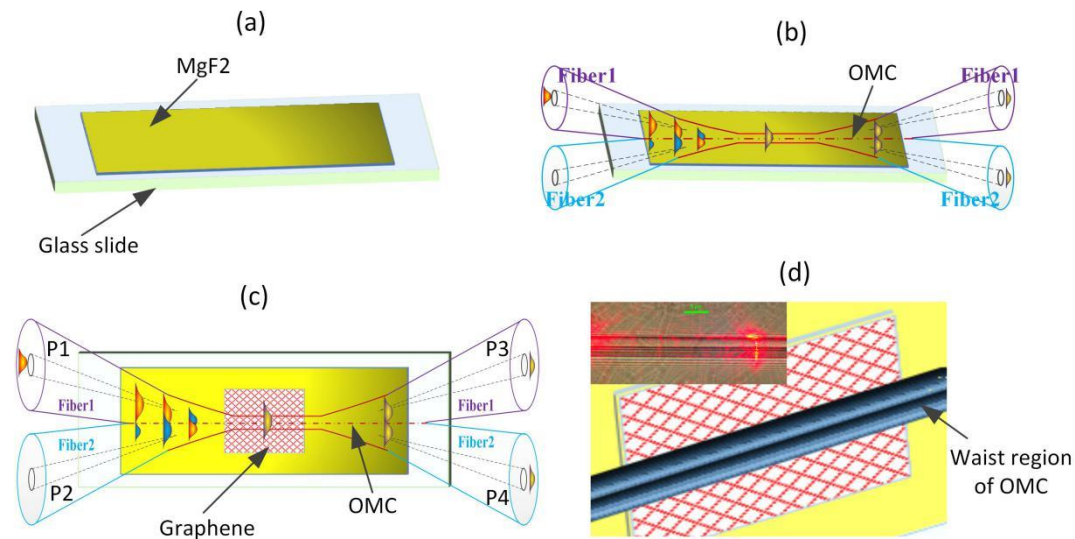 (a)
MgF2
Glass slide
(b)
Fiber1
OMC
Fiber1
Fiber2
Fiber2
(c)
P1
P3
Fiber1
Fiber1
Fiber2
Fiber2
P2
P4
Graphene
OMC
(d)
Waist region
of OMC